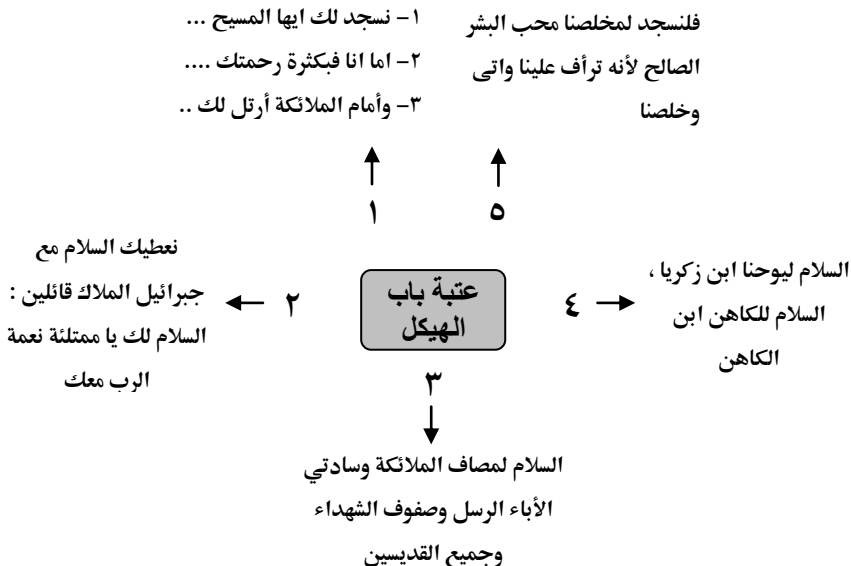 ١- نسجد لك ايها المسيح ...
٢- اما انا فبكثرة رحمتك ....
٣- وأمام الملائكة أرتل لك ..
١
فلنسجد لمخلصنا محب البشر
الصالح لأنه ترأف علينا واتى
وخلصنا
٥
السلام ليوحنا ابن زكريا ،
السلام للكاهن ابن
الكاهن
٤
عتبة باب
الهيكل
٢
نعطيك السلام مع
جبرائيل الملاك قائلين :
السلام لك يا ممتلئة نعمة
الرب معك
٣
السلام لمصاف الملائكة وسادتي
الأباء الرسل وصفوف الشهداء
وجميع القديسين